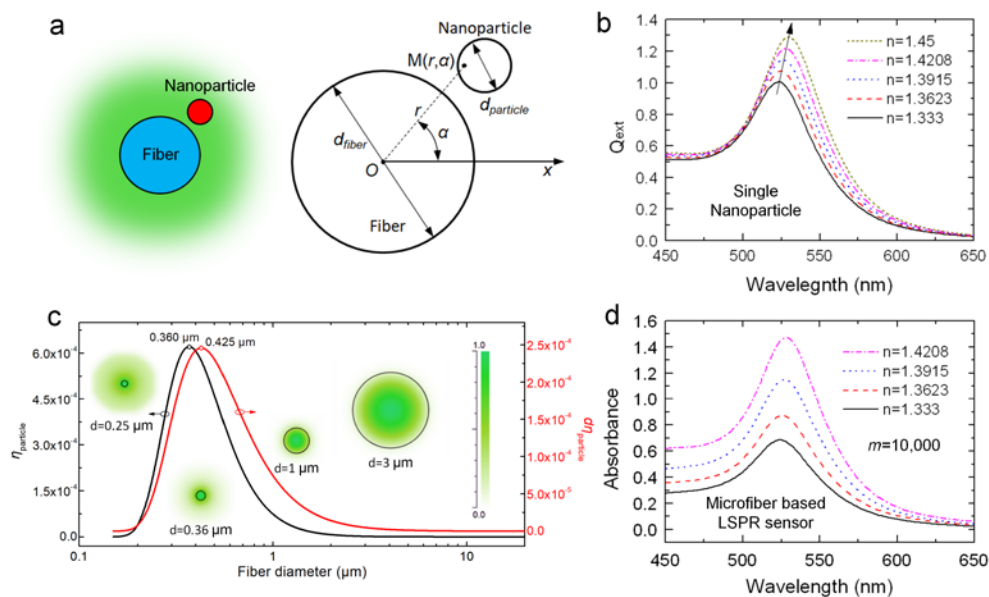 a
Nanoparticle
Fiber
Nanoparticle
M(r,α)
d particle
r
α
d fiber
O
x
Fiber
b
n=1.45
n=1.4208
n=1.3915
n=1.3623
n=1.333
Single
Nanoparticle
Qext
1.4
1.2
1.0
0.8
0.6
0.4
0.2
0.0
450 500 550 600 650
Wavelegnth (nm)
c
0.360 μm
0.425 μm
d=0.25 μm
d=0.36 μm
d=1 μm
d=3 μm
1.0
0.0
ηparticle
6.0x10⁻⁴
4.5x10⁻⁴
3.0x10⁻⁴
1.5x10⁻⁴
0.0
2.5x10⁻⁴
2.0x10⁻⁴
1.5x10⁻⁴
1.0x10⁻⁴
5.0x10⁻⁵
0.0
dηparticle
0.1 1 10
Fiber diameter (μm)
d
n=1.4208
n=1.3915
n=1.3623
n=1.333
m=10,000
Microfiber based
LSPR sensor
Absorbance
1.6
1.4
1.2
1.0
0.8
0.6
0.4
0.2
0.0
450 500 550 600 650
Wavelength (nm)